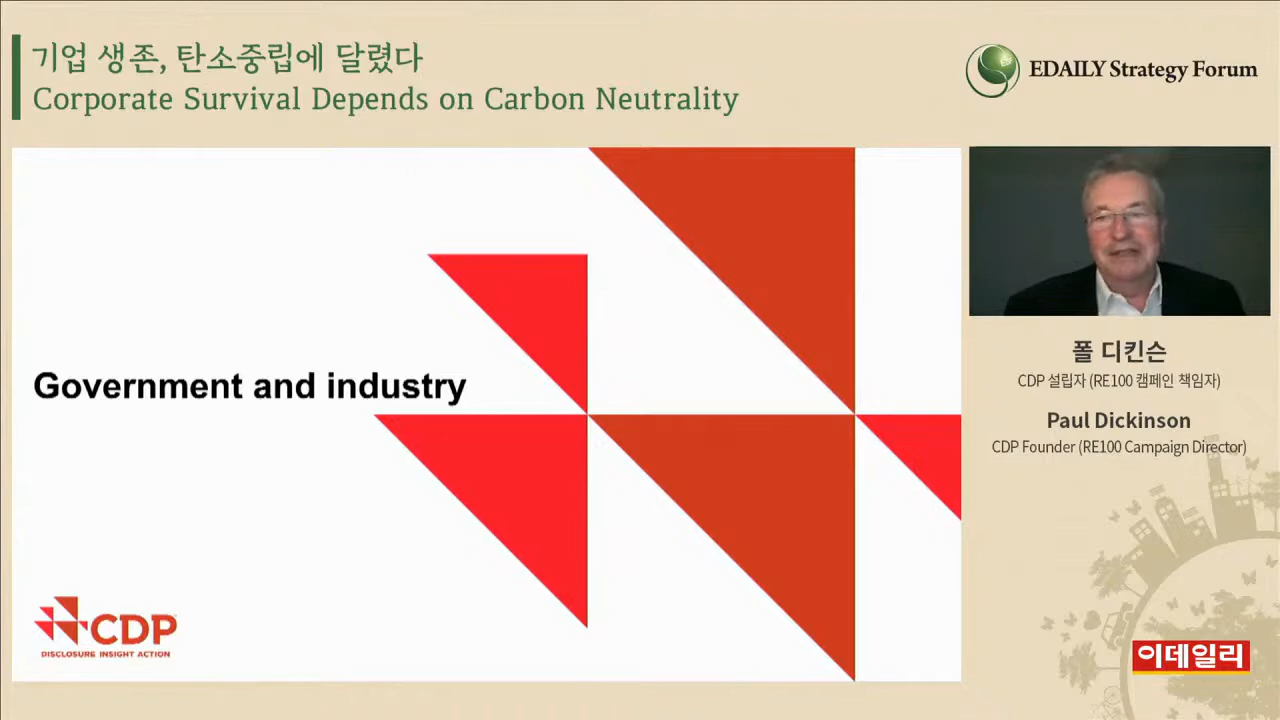 기업 생존, 탄소중립에 달렸다
Corporate Survival Depends on Carbon Neutrality
EDAILY Strategy Forum
Government and industry
CDP
DISCLOSURE INSIGHT ACTION
폴 디킨슨
CDP 설립자 (RE100 캠페인 책임자)
Paul Dickinson
CDP Founder (RE100 Campaign Director)
이데일리